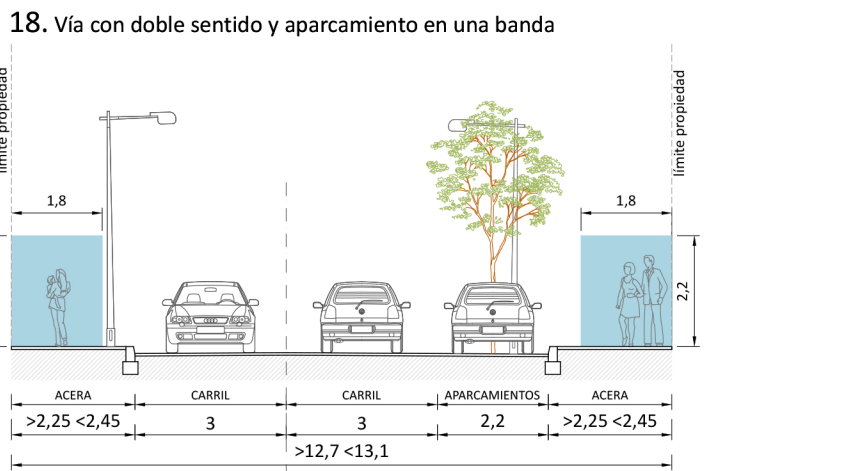 18. Vía con doble sentido y aparcamiento en una banda
límite propiedad
límite propiedad
1,8
1,8
2,2
ACERA CARRIL CARRIL APARCAMIENTOS ACERA
>2,25 <2,45 3 3 2,2 >2,25 <2,45
>12,7 <13,1